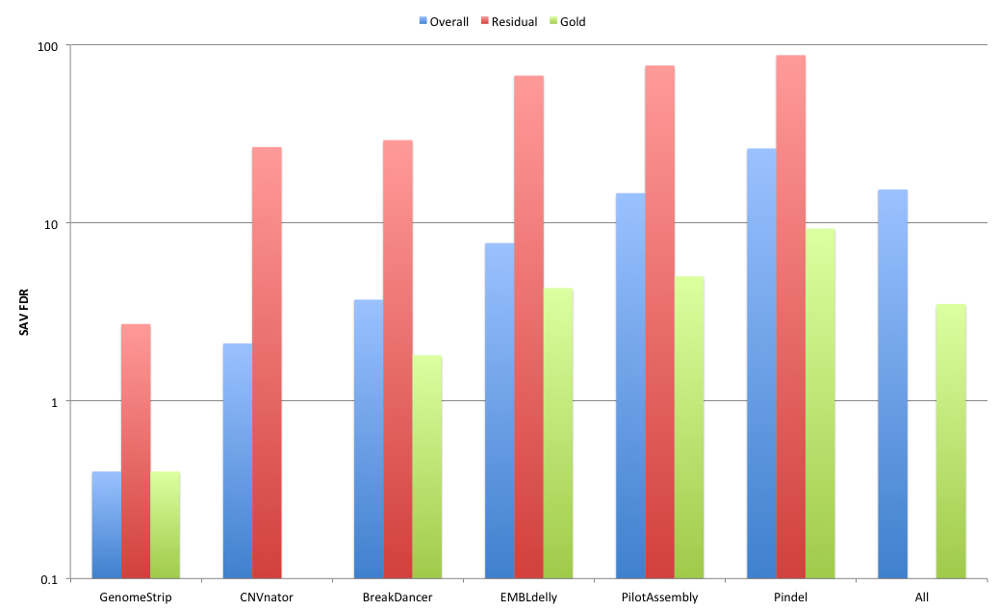 Overall Residual Gold
100
10
1
0.1
SAV FDR
GenomeStrip CNVnator BreakDancer EMBLdelly PilotAssembly Pindel All